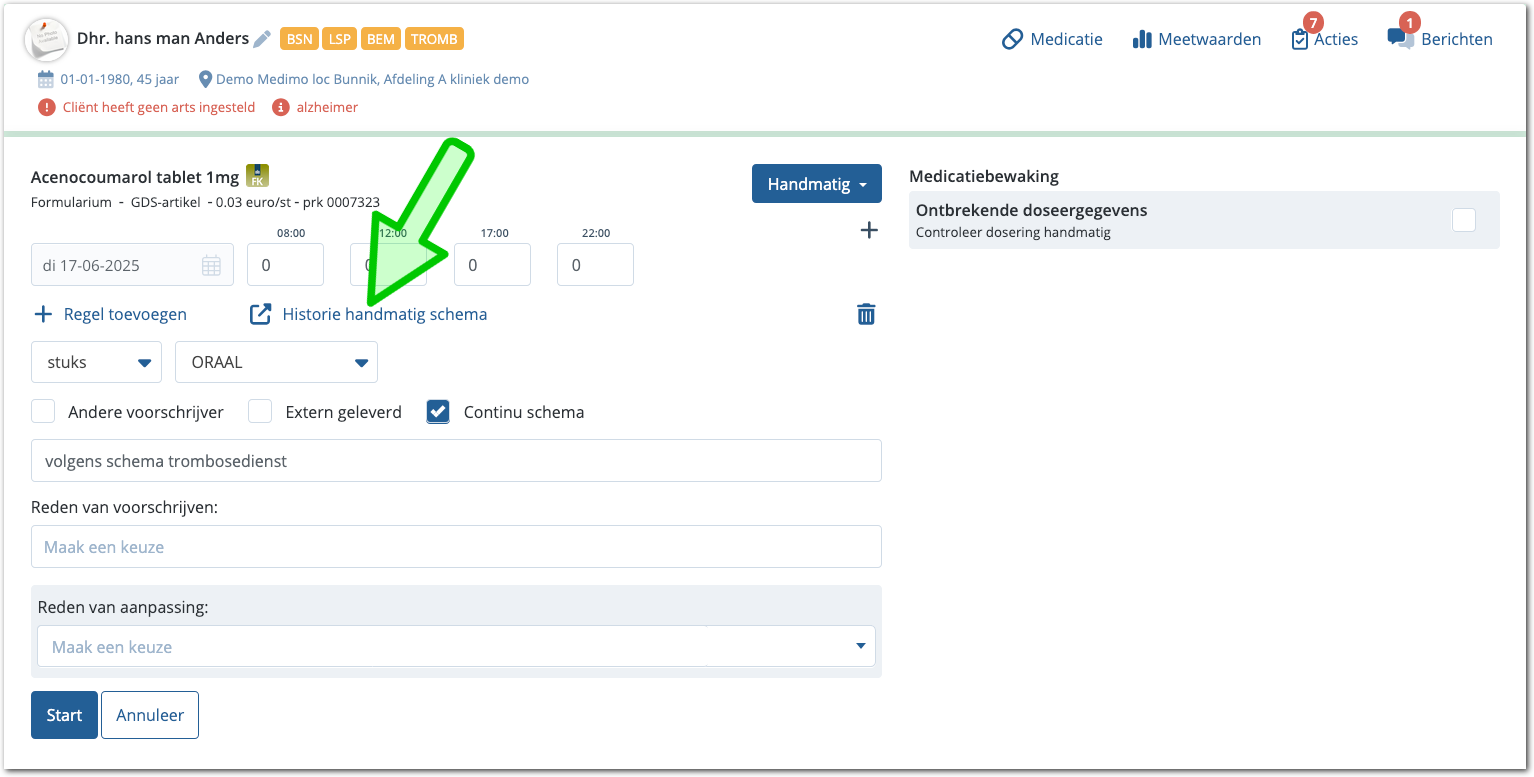 Dhr. hans man Anders BSN LSP BEM TROMB
Medicatie Meetwaarden 7 Acties 1 Berichten
01-01-1980, 45 jaar Demo Medimo loc Bunnik, Afdeling A kliniek demo
Cliënt heeft geen arts ingesteld alzheimer
Acenocoumarol tablet 1mg FK
Formularium - GDS-artikel - 0.03 euro/st - prk 0007323
Handmatig
08:00 12:00 17:00 22:00
di 17-06-2025 0 0 0 0
Regel toevoegen Historie handmatig schema
stuks ORAAL
Andere voorschrijver Extern geleverd Continu schema
volgens schema trombosedienst
Reden van voorschrijven:
Maak een keuze
Reden van aanpassing:
Maak een keuze
Start Annuleer
Medicatiebewaking
Ontbrekende doseergegevens
Controleer dosering handmatig